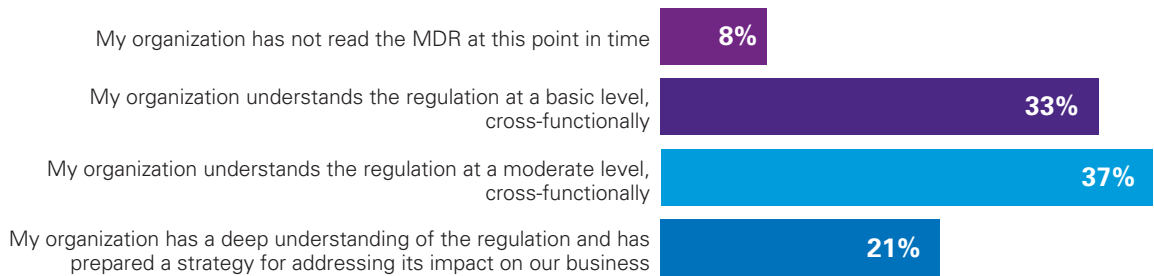 My organization has not read the MDR at this point in time
8%
My organization understands the regulation at a basic level,
cross-functionally
33%
My organization understands the regulation at a moderate level,
cross-functionally
37%
My organization has a deep understanding of the regulation and has
prepared a strategy for addressing its impact on our business
21%